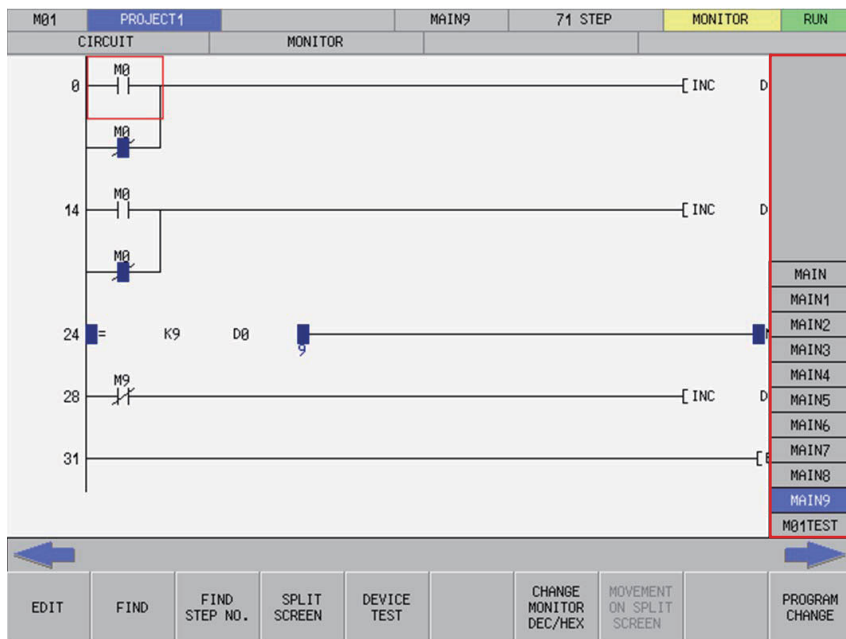 M01 PROJECT1 MAIN9 71 STEP MONITOR RUN
CIRCUIT MONITOR
M0
0 [ INC D
M0
M0
14 [ INC D
M0
24 = K9 D0
9
M9
28 [ INC D
31 [
MAIN
MAIN1
MAIN2
MAIN3
MAIN4
MAIN5
MAIN6
MAIN7
MAIN8
MAIN9
M01TEST
EDIT
FIND
FIND
STEP NO.
SPLIT
SCREEN
DEVICE
TEST
CHANGE
MONITOR
DEC/HEX
MOVEMENT
ON SPLIT
SCREEN
PROGRAM
CHANGE